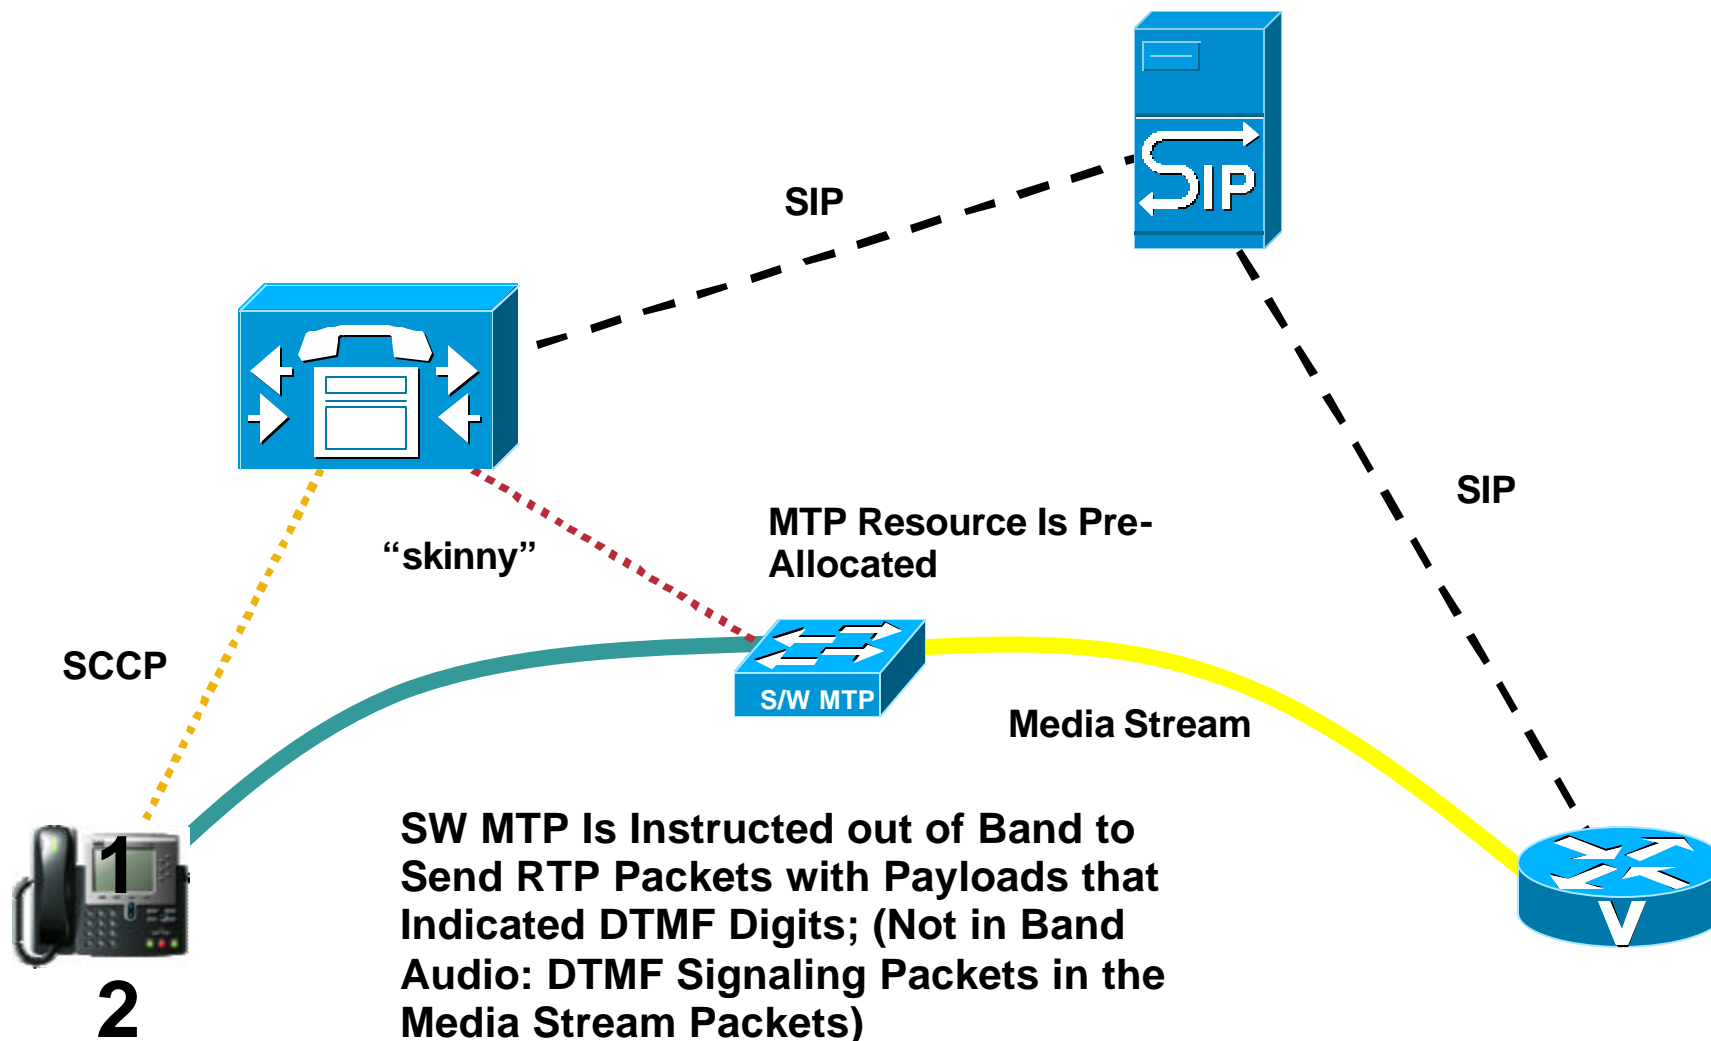 SIP
SIP
SIP
MTP Resource Is Pre-
Allocated
“skinny”
SCCP
S/W MTP
Media Stream
1
2
SW MTP Is Instructed out of Band to
Send RTP Packets with Payloads that
Indicated DTMF Digits; (Not in Band
Audio: DTMF Signaling Packets in the
Media Stream Packets)
V